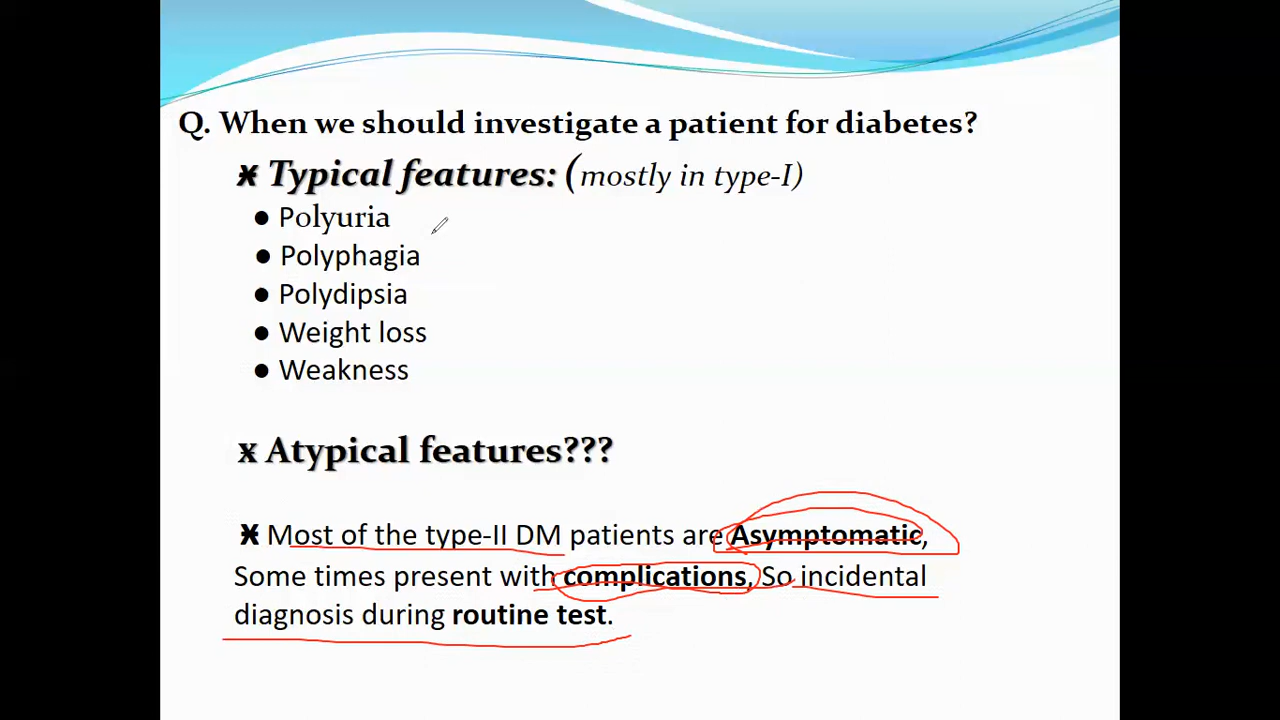 Q. When we should investigate a patient for diabetes?
Typical features: (mostly in type-I)
● Polyuria
● Polyphagia
● Polydipsia
● Weight loss
● Weakness
Atypical features???
Most of the type-II DM patients are Asymptomatic,
Some times present with complications, So incidental
diagnosis during routine test.